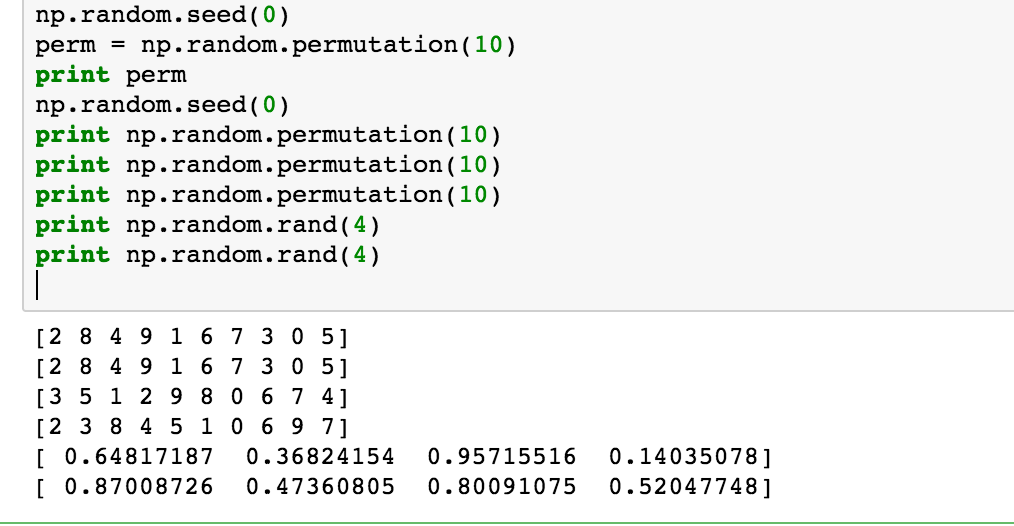 np.random.seed(0)
perm = np.random.permutation(10)
print perm
np.random.seed(0)
print np.random.permutation(10)
print np.random.permutation(10)
print np.random.permutation(10)
print np.random.rand(4)
print np.random.rand(4)
[2 8 4 9 1 6 7 3 0 5]
[2 8 4 9 1 6 7 3 0 5]
[3 5 1 2 9 8 0 6 7 4]
[2 3 8 4 5 1 0 6 9 7]
[ 0.64817187  0.36824154  0.95715516  0.14035078]
[ 0.87008726  0.47360805  0.80091075  0.52047748]